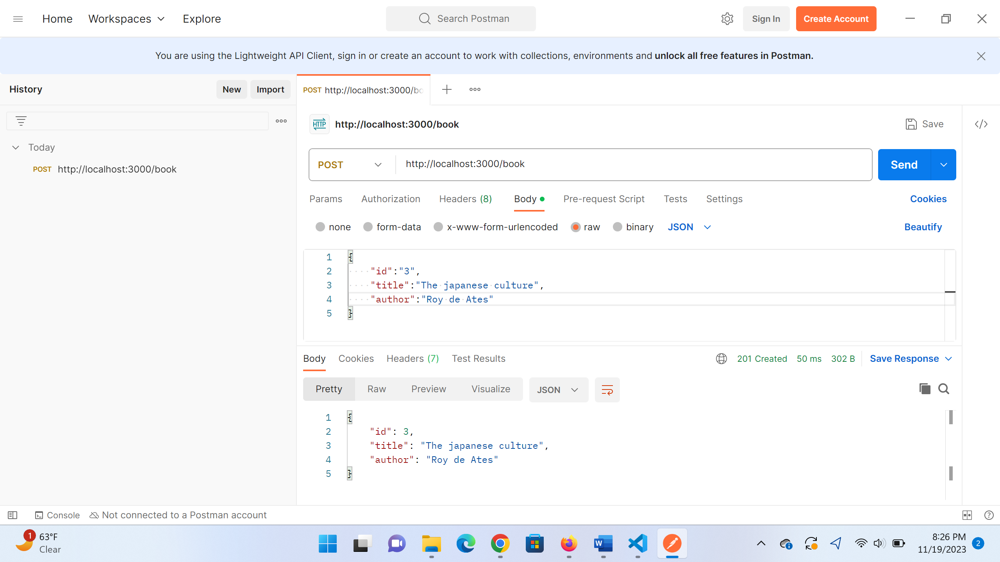 Home Workspaces Explore Search Postman Sign In Create Account
You are using the Lightweight API Client, sign in or create an account to work with collections, environments and unlock all free features in Postman.
History New Import POST http://localhost:3000/bo
HTTP http://localhost:3000/book Save
Today
POST http://localhost:3000/book
POST http://localhost:3000/book Send
Params Authorization Headers (8) Body Pre-request Script Tests Settings Cookies
none form-data x-www-form-urlencoded raw binary JSON Beautify
1 {
2 "id":"3",
3 "title":"The japanese culture",
4 "author":"Roy de Ates"
5 }
Body Cookies Headers (7) Test Results 201 Created 50 ms 302 B Save Response
Pretty Raw Preview Visualize JSON
1 {
2 "id": 3,
3 "title": "The japanese culture",
4 "author": "Roy de Ates"
5 }
Console Not connected to a Postman account
1 63°F
Clear
W
8:26 PM
11/19/2023
2